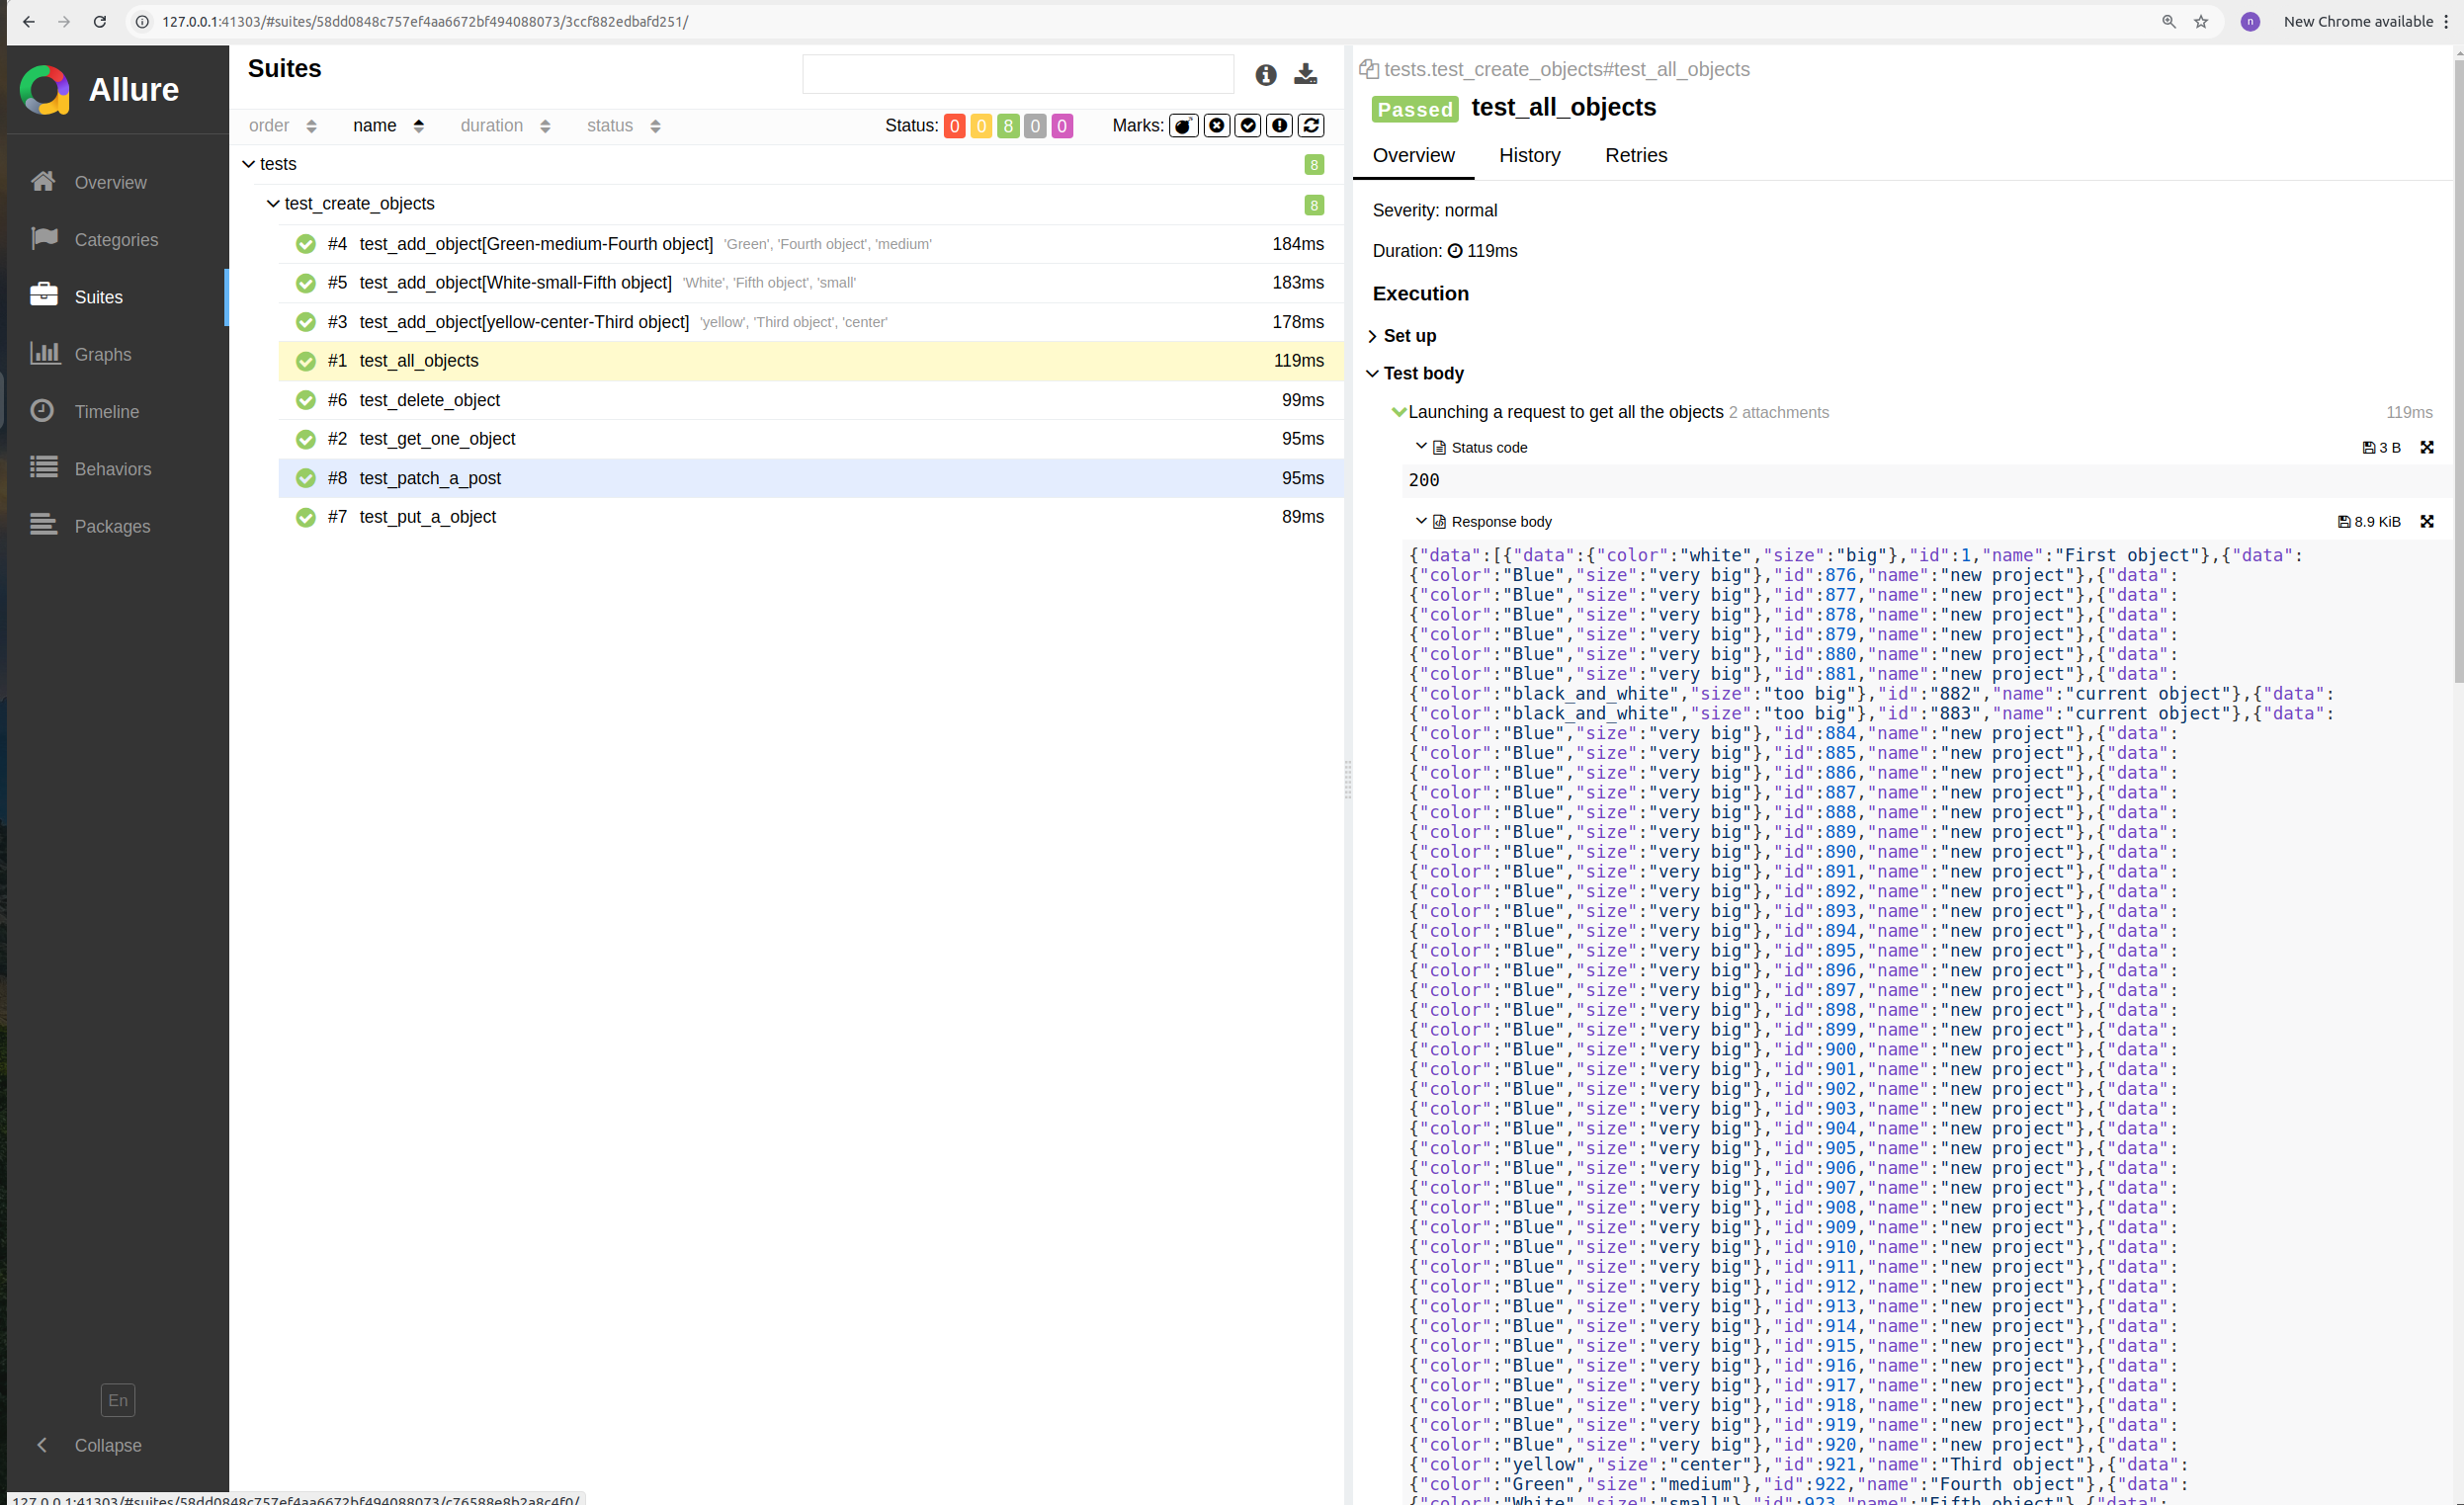 127.0.0.1:41303/#suites/58dd0848c757ef4aa6672bf494088073/3ccf882edbafd251/
n
New Chrome available
Allure
Overview
Categories
Suites
Graphs
Timeline
Behaviors
Packages
En
Collapse
Suites
order name duration status Status: 0 0 8 0 0 Marks:
tests 8
test_create_objects 8
#4 test_add_object[Green-medium-Fourth object] 'Green', 'Fourth object', 'medium' 184ms
#5 test_add_object[White-small-Fifth object] 'White', 'Fifth object', 'small' 183ms
#3 test_add_object[yellow-center-Third object] 'yellow', 'Third object', 'center' 178ms
#1 test_all_objects 119ms
#6 test_delete_object 99ms
#2 test_get_one_object 95ms
#8 test_patch_a_post 95ms
#7 test_put_a_object 89ms
tests.test_create_objects#test_all_objects
Passed test_all_objects
Overview History Retries
Severity: normal
Duration: 119ms
Execution
Set up
Test body
Launching a request to get all the objects 2 attachments 119ms
Status code 3 B
200
Response body 8.9 KiB
{"data":[{"data":{"color":"white","size":"big"},"id":1,"name":"First object"},{"data":
{"color":"Blue","size":"very big"},"id":876,"name":"new project"},{"data":
{"color":"Blue","size":"very big"},"id":877,"name":"new project"},{"data":
{"color":"Blue","size":"very big"},"id":878,"name":"new project"},{"data":
{"color":"Blue","size":"very big"},"id":879,"name":"new project"},{"data":
{"color":"Blue","size":"very big"},"id":880,"name":"new project"},{"data":
{"color":"Blue","size":"very big"},"id":881,"name":"new project"},{"data":
{"color":"black_and_white","size":"too big"},"id":"882","name":"current object"},{"data":
{"color":"black_and_white","size":"too big"},"id":"883","name":"current object"},{"data":
{"color":"Blue","size":"very big"},"id":884,"name":"new project"},{"data":
{"color":"Blue","size":"very big"},"id":885,"name":"new project"},{"data":
{"color":"Blue","size":"very big"},"id":886,"name":"new project"},{"data":
{"color":"Blue","size":"very big"},"id":887,"name":"new project"},{"data":
{"color":"Blue","size":"very big"},"id":888,"name":"new project"},{"data":
{"color":"Blue","size":"very big"},"id":889,"name":"new project"},{"data":
{"color":"Blue","size":"very big"},"id":890,"name":"new project"},{"data":
{"color":"Blue","size":"very big"},"id":891,"name":"new project"},{"data":
{"color":"Blue","size":"very big"},"id":892,"name":"new project"},{"data":
{"color":"Blue","size":"very big"},"id":893,"name":"new project"},{"data":
{"color":"Blue","size":"very big"},"id":894,"name":"new project"},{"data":
{"color":"Blue","size":"very big"},"id":895,"name":"new project"},{"data":
{"color":"Blue","size":"very big"},"id":896,"name":"new project"},{"data":
{"color":"Blue","size":"very big"},"id":897,"name":"new project"},{"data":
{"color":"Blue","size":"very big"},"id":898,"name":"new project"},{"data":
{"color":"Blue","size":"very big"},"id":899,"name":"new project"},{"data":
{"color":"Blue","size":"very big"},"id":900,"name":"new project"},{"data":
{"color":"Blue","size":"very big"},"id":901,"name":"new project"},{"data":
{"color":"Blue","size":"very big"},"id":902,"name":"new project"},{"data":
{"color":"Blue","size":"very big"},"id":903,"name":"new project"},{"data":
{"color":"Blue","size":"very big"},"id":904,"name":"new project"},{"data":
{"color":"Blue","size":"very big"},"id":905,"name":"new project"},{"data":
{"color":"Blue","size":"very big"},"id":906,"name":"new project"},{"data":
{"color":"Blue","size":"very big"},"id":907,"name":"new project"},{"data":
{"color":"Blue","size":"very big"},"id":908,"name":"new project"},{"data":
{"color":"Blue","size":"very big"},"id":909,"name":"new project"},{"data":
{"color":"Blue","size":"very big"},"id":910,"name":"new project"},{"data":
{"color":"Blue","size":"very big"},"id":911,"name":"new project"},{"data":
{"color":"Blue","size":"very big"},"id":912,"name":"new project"},{"data":
{"color":"Blue","size":"very big"},"id":913,"name":"new project"},{"data":
{"color":"Blue","size":"very big"},"id":914,"name":"new project"},{"data":
{"color":"Blue","size":"very big"},"id":915,"name":"new project"},{"data":
{"color":"Blue","size":"very big"},"id":916,"name":"new project"},{"data":
{"color":"Blue","size":"very big"},"id":917,"name":"new project"},{"data":
{"color":"Blue","size":"very big"},"id":918,"name":"new project"},{"data":
{"color":"Blue","size":"very big"},"id":919,"name":"new project"},{"data":
{"color":"Blue","size":"very big"},"id":920,"name":"new project"},{"data":
{"color":"yellow","size":"center"},"id":921,"name":"Third object"},{"data":
{"color":"Green","size":"medium"},"id":922,"name":"Fourth object"},{"data":
{"color":"White","size":"small"},"id":923,"name":"Fifth object"},{"data":
127.0.0.1:41303/#suites/58dd0848c757ef4aa6672bf494088073/c76588e8b2a8c4f0/